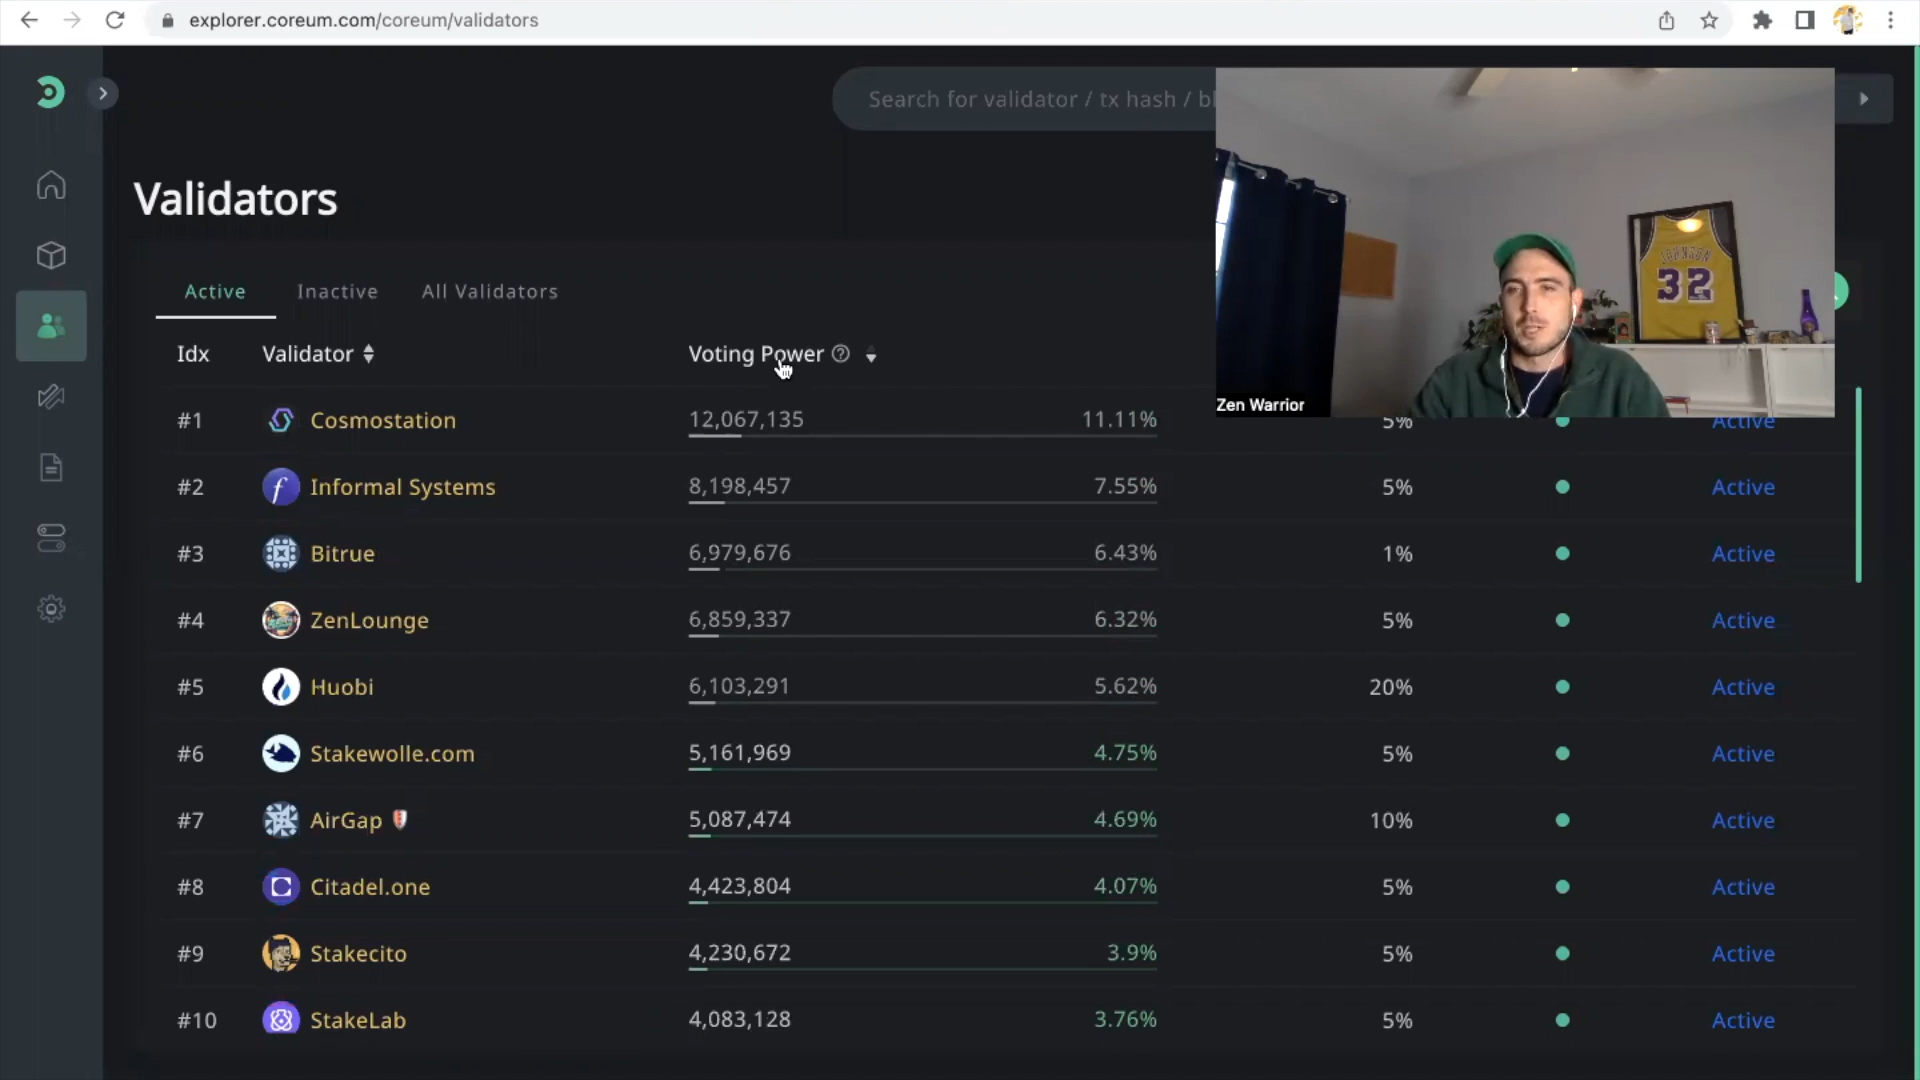 explorer.coreum.com/coreum/validators
Search for validator / tx hash / bl
Validators
Active Inactive All Validators
Idx Validator Voting Power ?
#1 Cosmostation 12,067,135 11.11% 5% Active
#2 Informal Systems 8,198,457 7.55% 5% Active
#3 Bitrue 6,979,676 6.43% 1% Active
#4 ZenLounge 6,859,337 6.32% 5% Active
#5 Huobi 6,103,291 5.62% 20% Active
#6 Stakewolle.com 5,161,969 4.75% 5% Active
#7 AirGap 5,087,474 4.69% 10% Active
#8 Citadel.one 4,423,804 4.07% 5% Active
#9 Stakecito 4,230,672 3.9% 5% Active
#10 StakeLab 4,083,128 3.76% 5% Active
JOHNSON
32
Zen Warrior